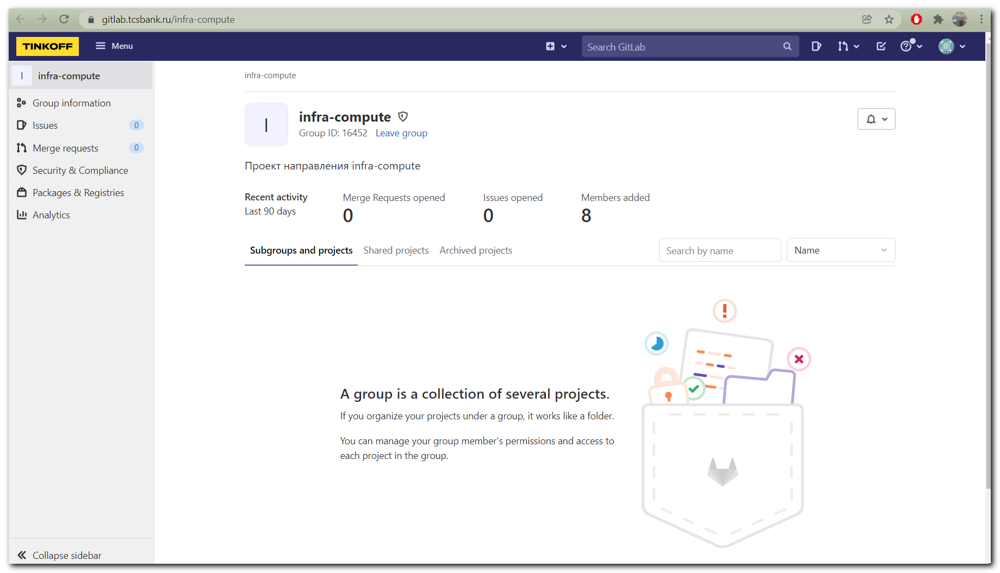 gitlab.tcsbank.ru/infra-compute
TINKOFF
Menu
Search GitLab
I
infra-compute
Group information
Issues
0
Merge requests
0
Security & Compliance
Packages & Registries
Analytics
Collapse sidebar
infra-compute
I
infra-compute
Group ID: 16452 Leave group
Проект направления infra-compute
Recent activity
Last 90 days
Merge Requests opened
0
Issues opened
0
Members added
8
Subgroups and projects
Shared projects
Archived projects
Search by name
Name
A group is a collection of several projects.
If you organize your projects under a group, it works like a folder.
You can manage your group member’s permissions and access to
each project in the group.